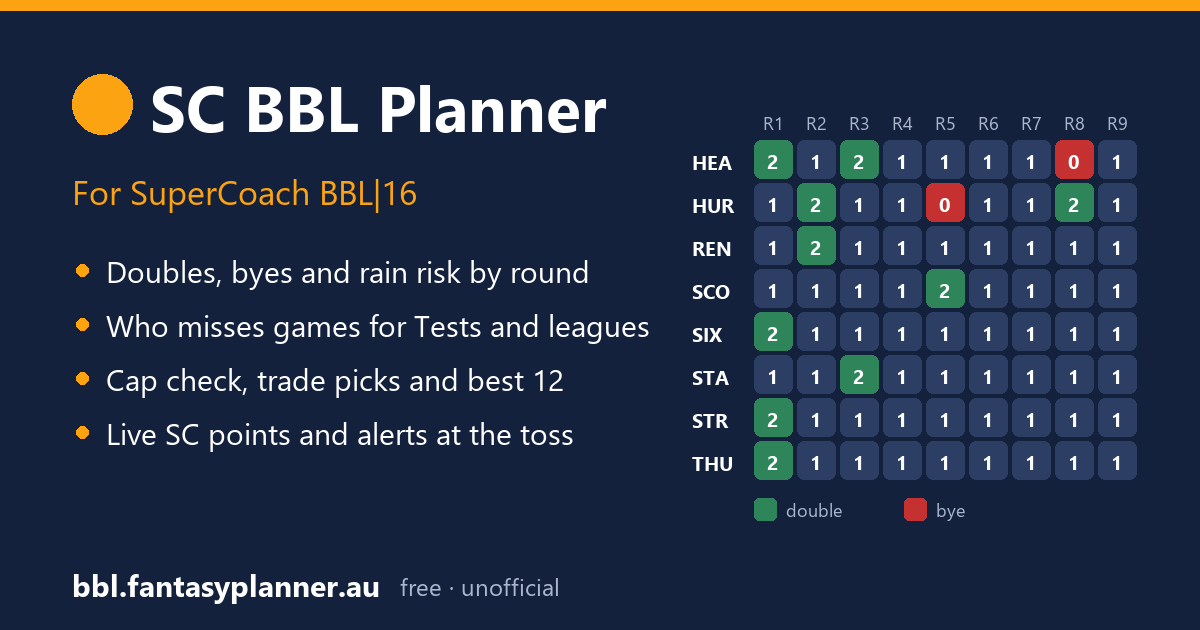 SC BBL Planner
For SuperCoach BBL|16
Doubles, byes and rain risk by round
Who misses games for Tests and leagues
Cap check, trade picks and best 12
Live SC points and alerts at the toss
R1 R2 R3 R4 R5 R6 R7 R8 R9
HEA 2 1 2 1 1 1 1 0 1
HUR 1 2 1 1 0 1 1 2 1
REN 1 2 1 1 1 1 1 1 1
SCO 1 1 1 1 2 1 1 1 1
SIX 2 1 1 1 1 1 1 1 1
STA 1 1 2 1 1 1 1 1 1
STR 2 1 1 1 1 1 1 1 1
THU 2 1 1 1 1 1 1 1 1
double bye
bbl.fantasyplanner.au free · unofficial